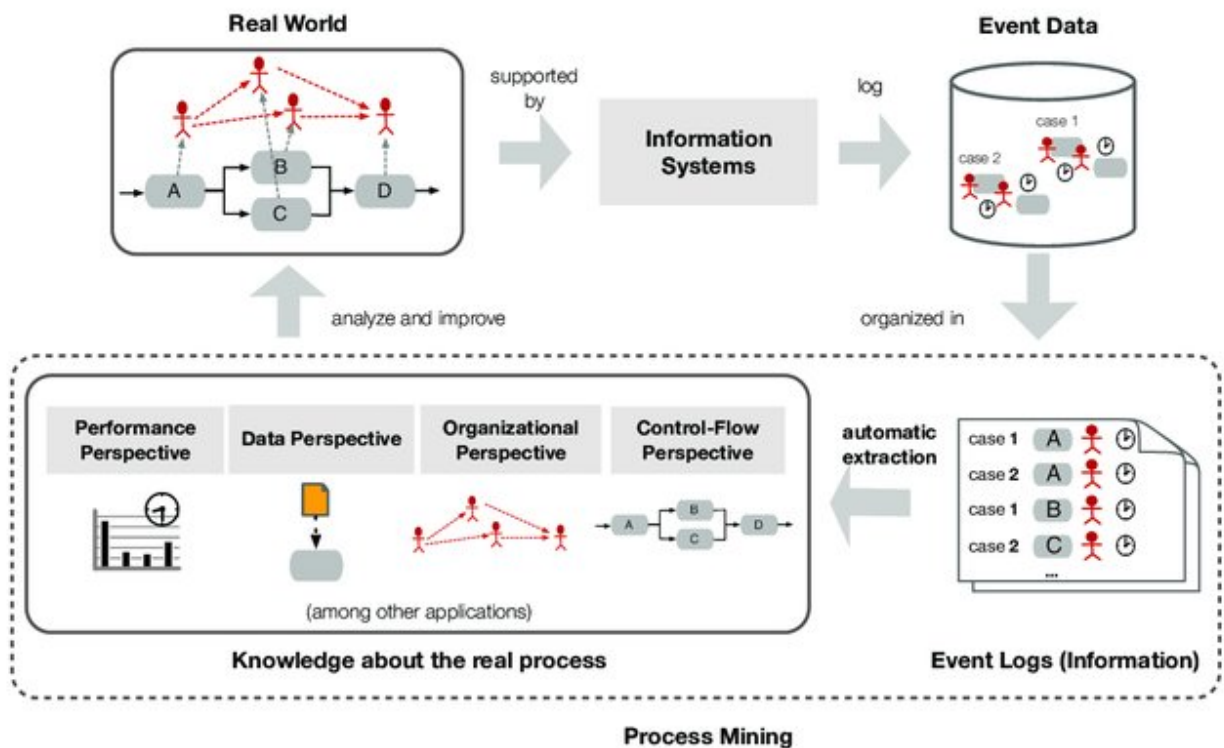 Real World
Event Data
supported
by
log
Information
Systems
case 1
case 2
A
B
C
D
analyze and improve
organized in
Performance
Perspective
Data Perspective
Organizational
Perspective
Control-Flow
Perspective
automatic
extraction
case 1 A
case 2 A
case 1 B
case 2 C
...
A
B
C
D
(among other applications)
Knowledge about the real process
Event Logs (Information)
Process Mining